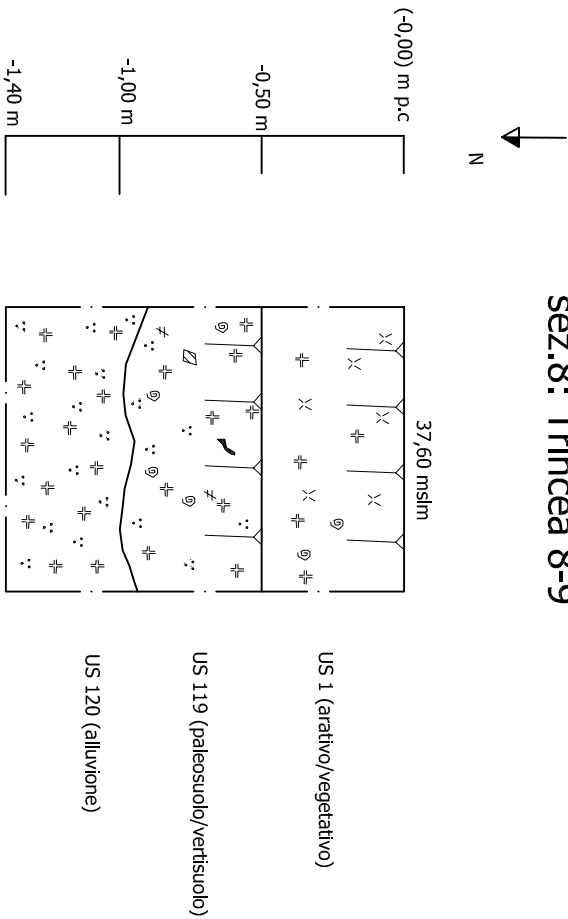 sez.8: Trincea 8-9
N
(-0,00) m p.c
-0,50 m
-1,00 m
-1,40 m
37,60 mslm
US 1 (arativo/vegetativo)
US 119 (paleosuolo/vertisuolo)
US 120 (alluvione)